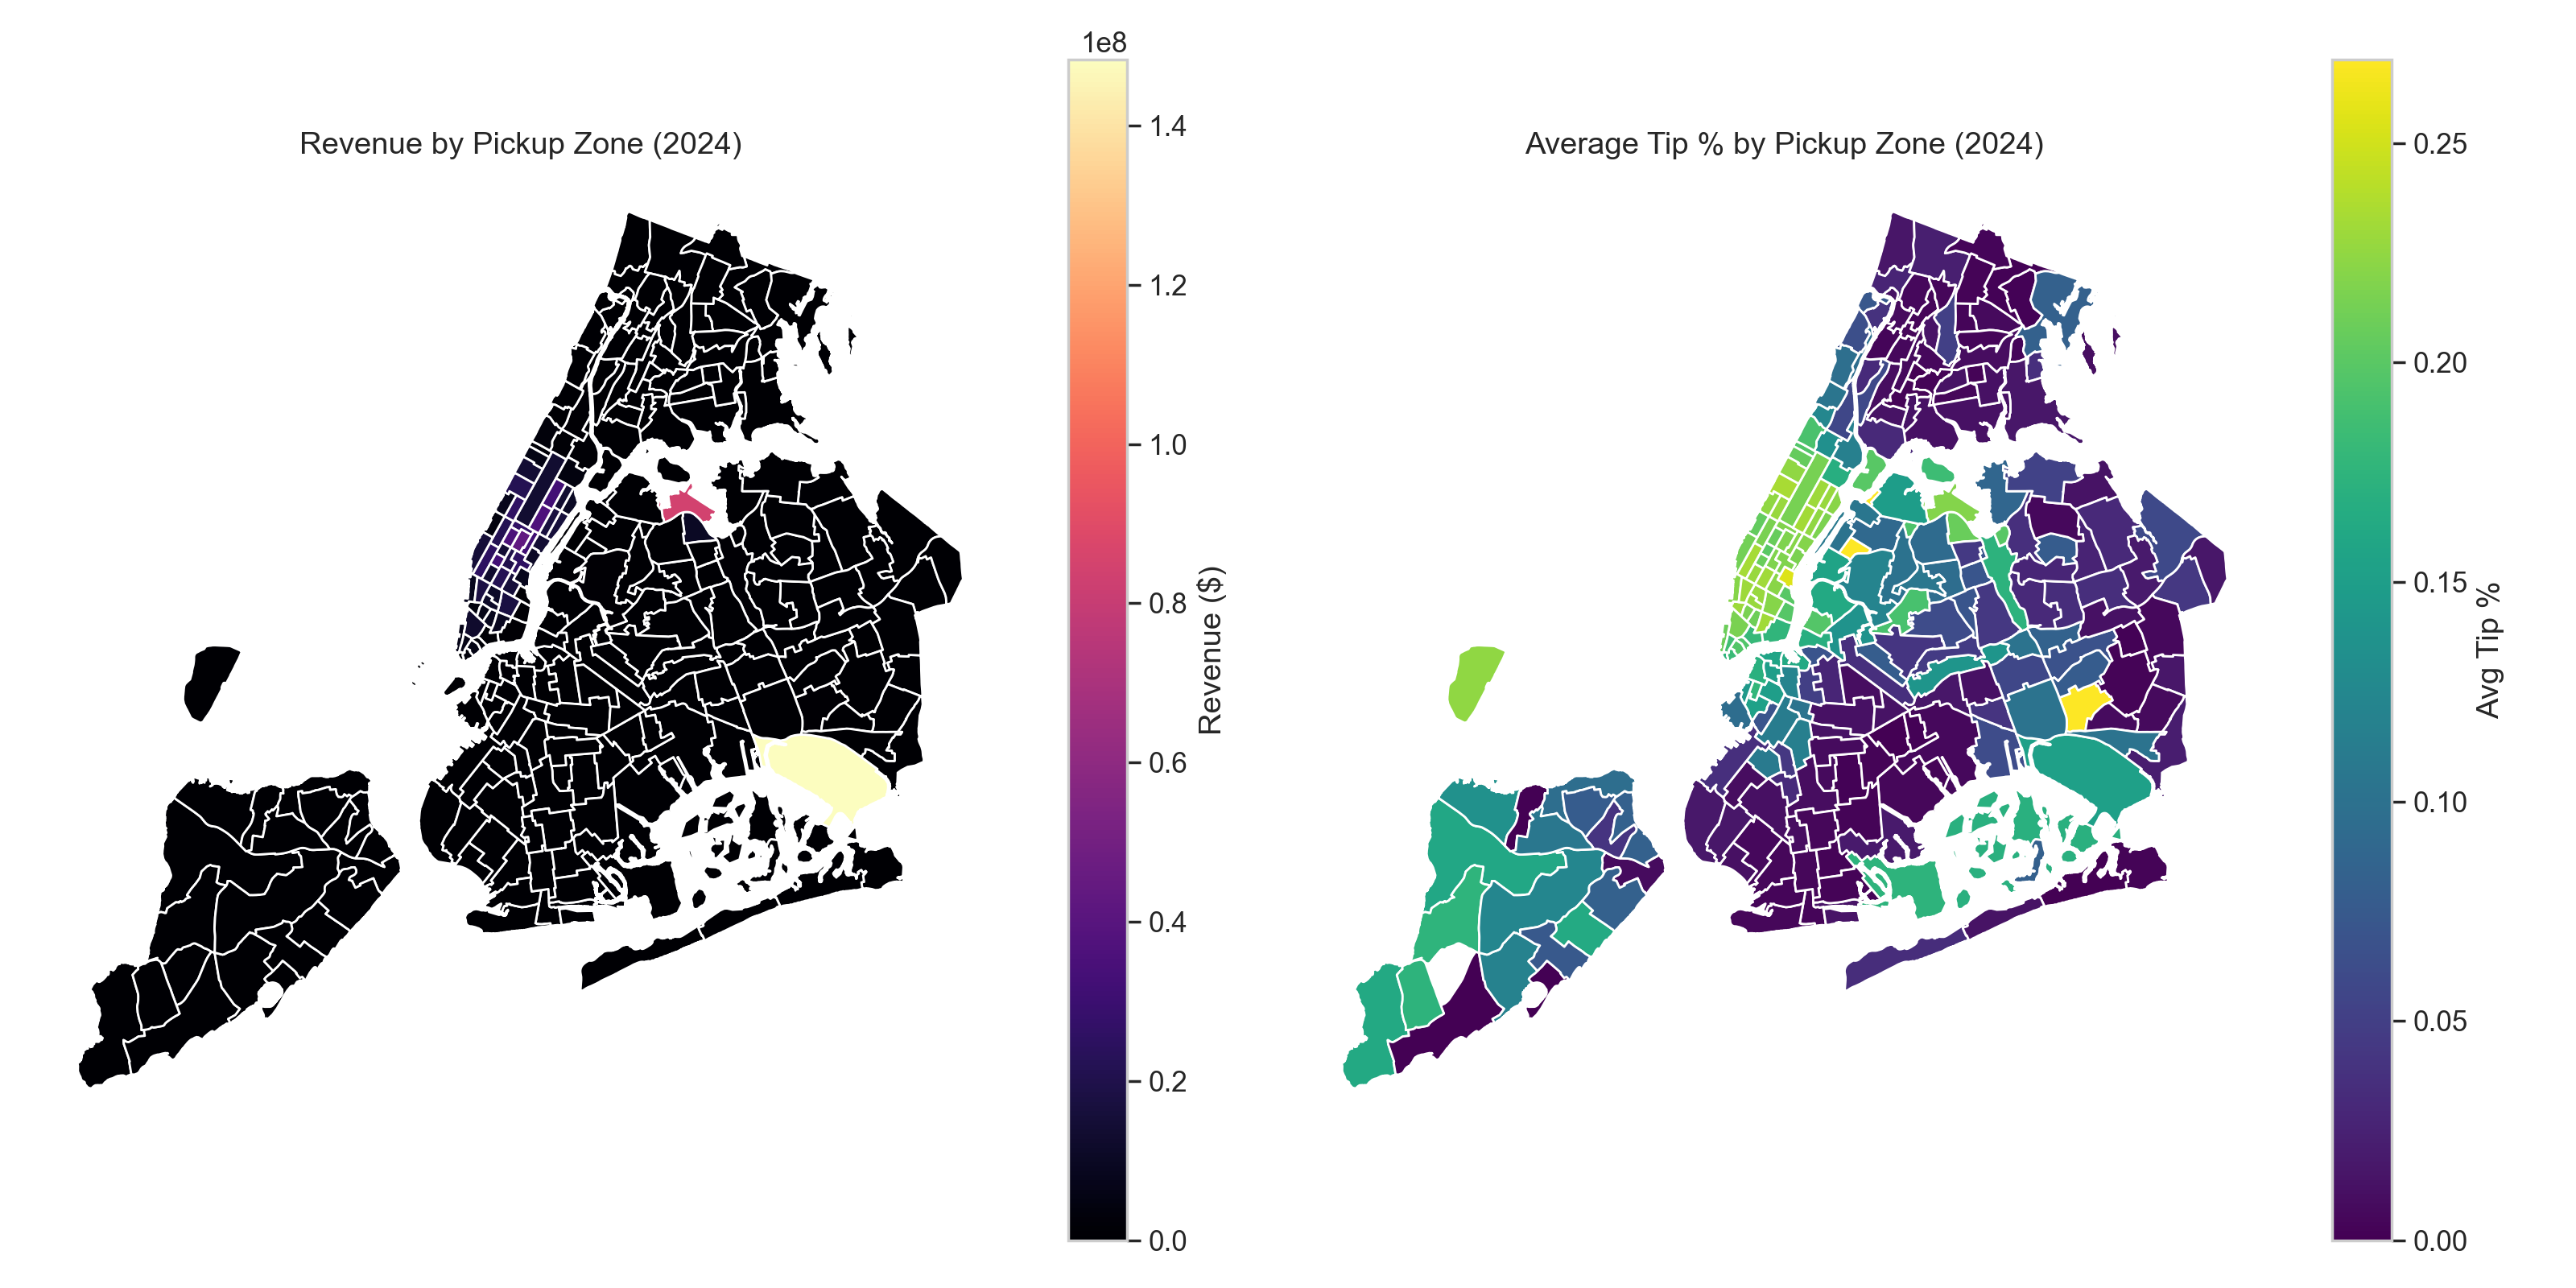 Revenue by Pickup Zone (2024)
1e8
1.4
1.2
1.0
0.8
0.6
0.4
0.2
0.0
Revenue ($)
Average Tip % by Pickup Zone (2024)
0.25
0.20
0.15
0.10
0.05
0.00
Avg Tip %